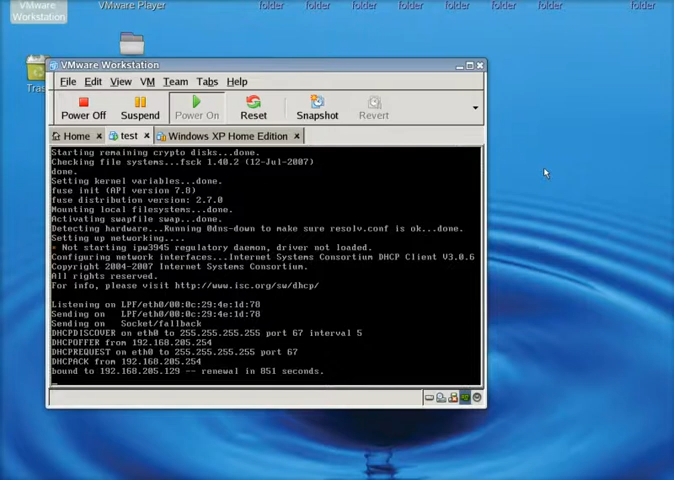 VMware
Workstation
VMware Player
folder folder folder folder folder folder folder folder
Tras
VMware Workstation
File Edit View VM Team Tabs Help
Power Off Suspend Power On Reset Snapshot Revert
Home test Windows XP Home Edition
Starting remaining crypto disks...done.
Checking file systems...fsck 1.40.2 (12-Jul-2007)
done.
Setting kernel variables...done.
fuse init (API version 7.8)
fuse distribution version: 2.7.0
Mounting local filesystems...done.
Activating swapfile swap...done.
Detecting hardware...Running 0dns-down to make sure resolv.conf is ok...done.
Setting up networking....
* Not starting ipw3945 regulatory daemon, driver not loaded.
Configuring network interfaces...Internet Systems Consortium DHCP Client V3.0.6
Copyright 2004-2007 Internet Systems Consortium.
All rights reserved.
For info, please visit http://www.isc.org/sw/dhcp/
Listening on LPF/eth0/00:0c:29:4e:1d:78
Sending on LPF/eth0/00:0c:29:4e:1d:78
Sending on Socket/fallback
DHCPDISCOVER on eth0 to 255.255.255.255 port 67 interval 5
DHCPOFFER from 192.168.205.254
DHCPREQUEST on eth0 to 255.255.255.255 port 67
DHCPACK from 192.168.205.254
bound to 192.168.205.129 -- renewal in 851 seconds.